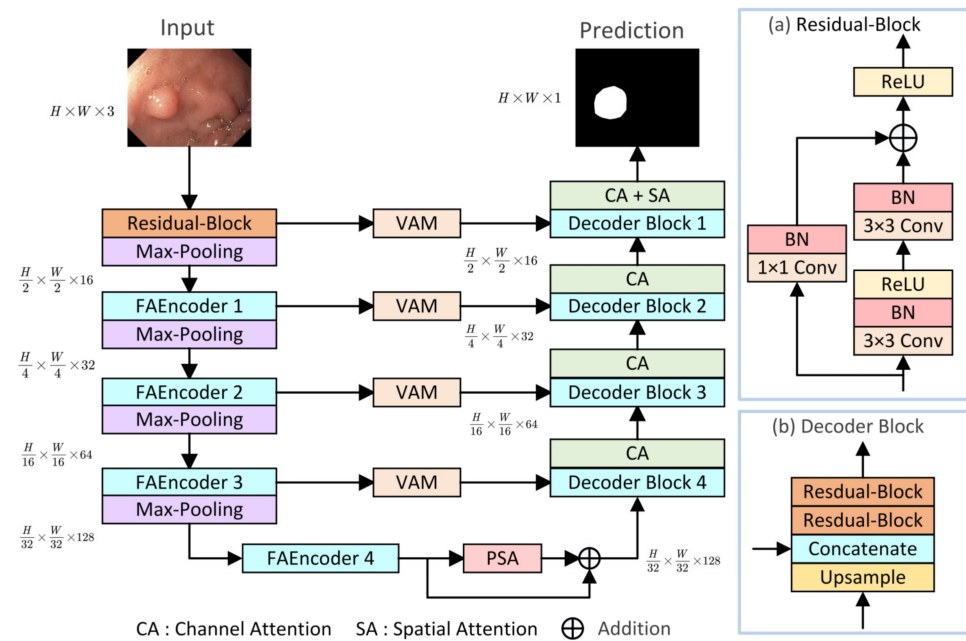 Input
Prediction
H×W×3
H×W×1
Residual-Block
Max-Pooling
VAM
CA + SA
Decoder Block 1
H/2 × W/2 ×16
H/2 × W/2 ×16
FAEncoder 1
Max-Pooling
VAM
CA
Decoder Block 2
H/4 × W/4 ×32
H/4 × W/4 ×32
FAEncoder 2
Max-Pooling
VAM
CA
Decoder Block 3
H/16 × W/16 ×64
H/16 × W/16 ×64
FAEncoder 3
Max-Pooling
VAM
CA
Decoder Block 4
H/32 × W/32 ×128
FAEncoder 4
PSA
H/32 × W/32 ×128
CA : Channel Attention SA : Spatial Attention ⊕ Addition
(a) Residual-Block
ReLU
BN
3×3 Conv
BN
1×1 Conv
ReLU
BN
3×3 Conv
(b) Decoder Block
Resdual-Block
Resdual-Block
Concatenate
Upsample